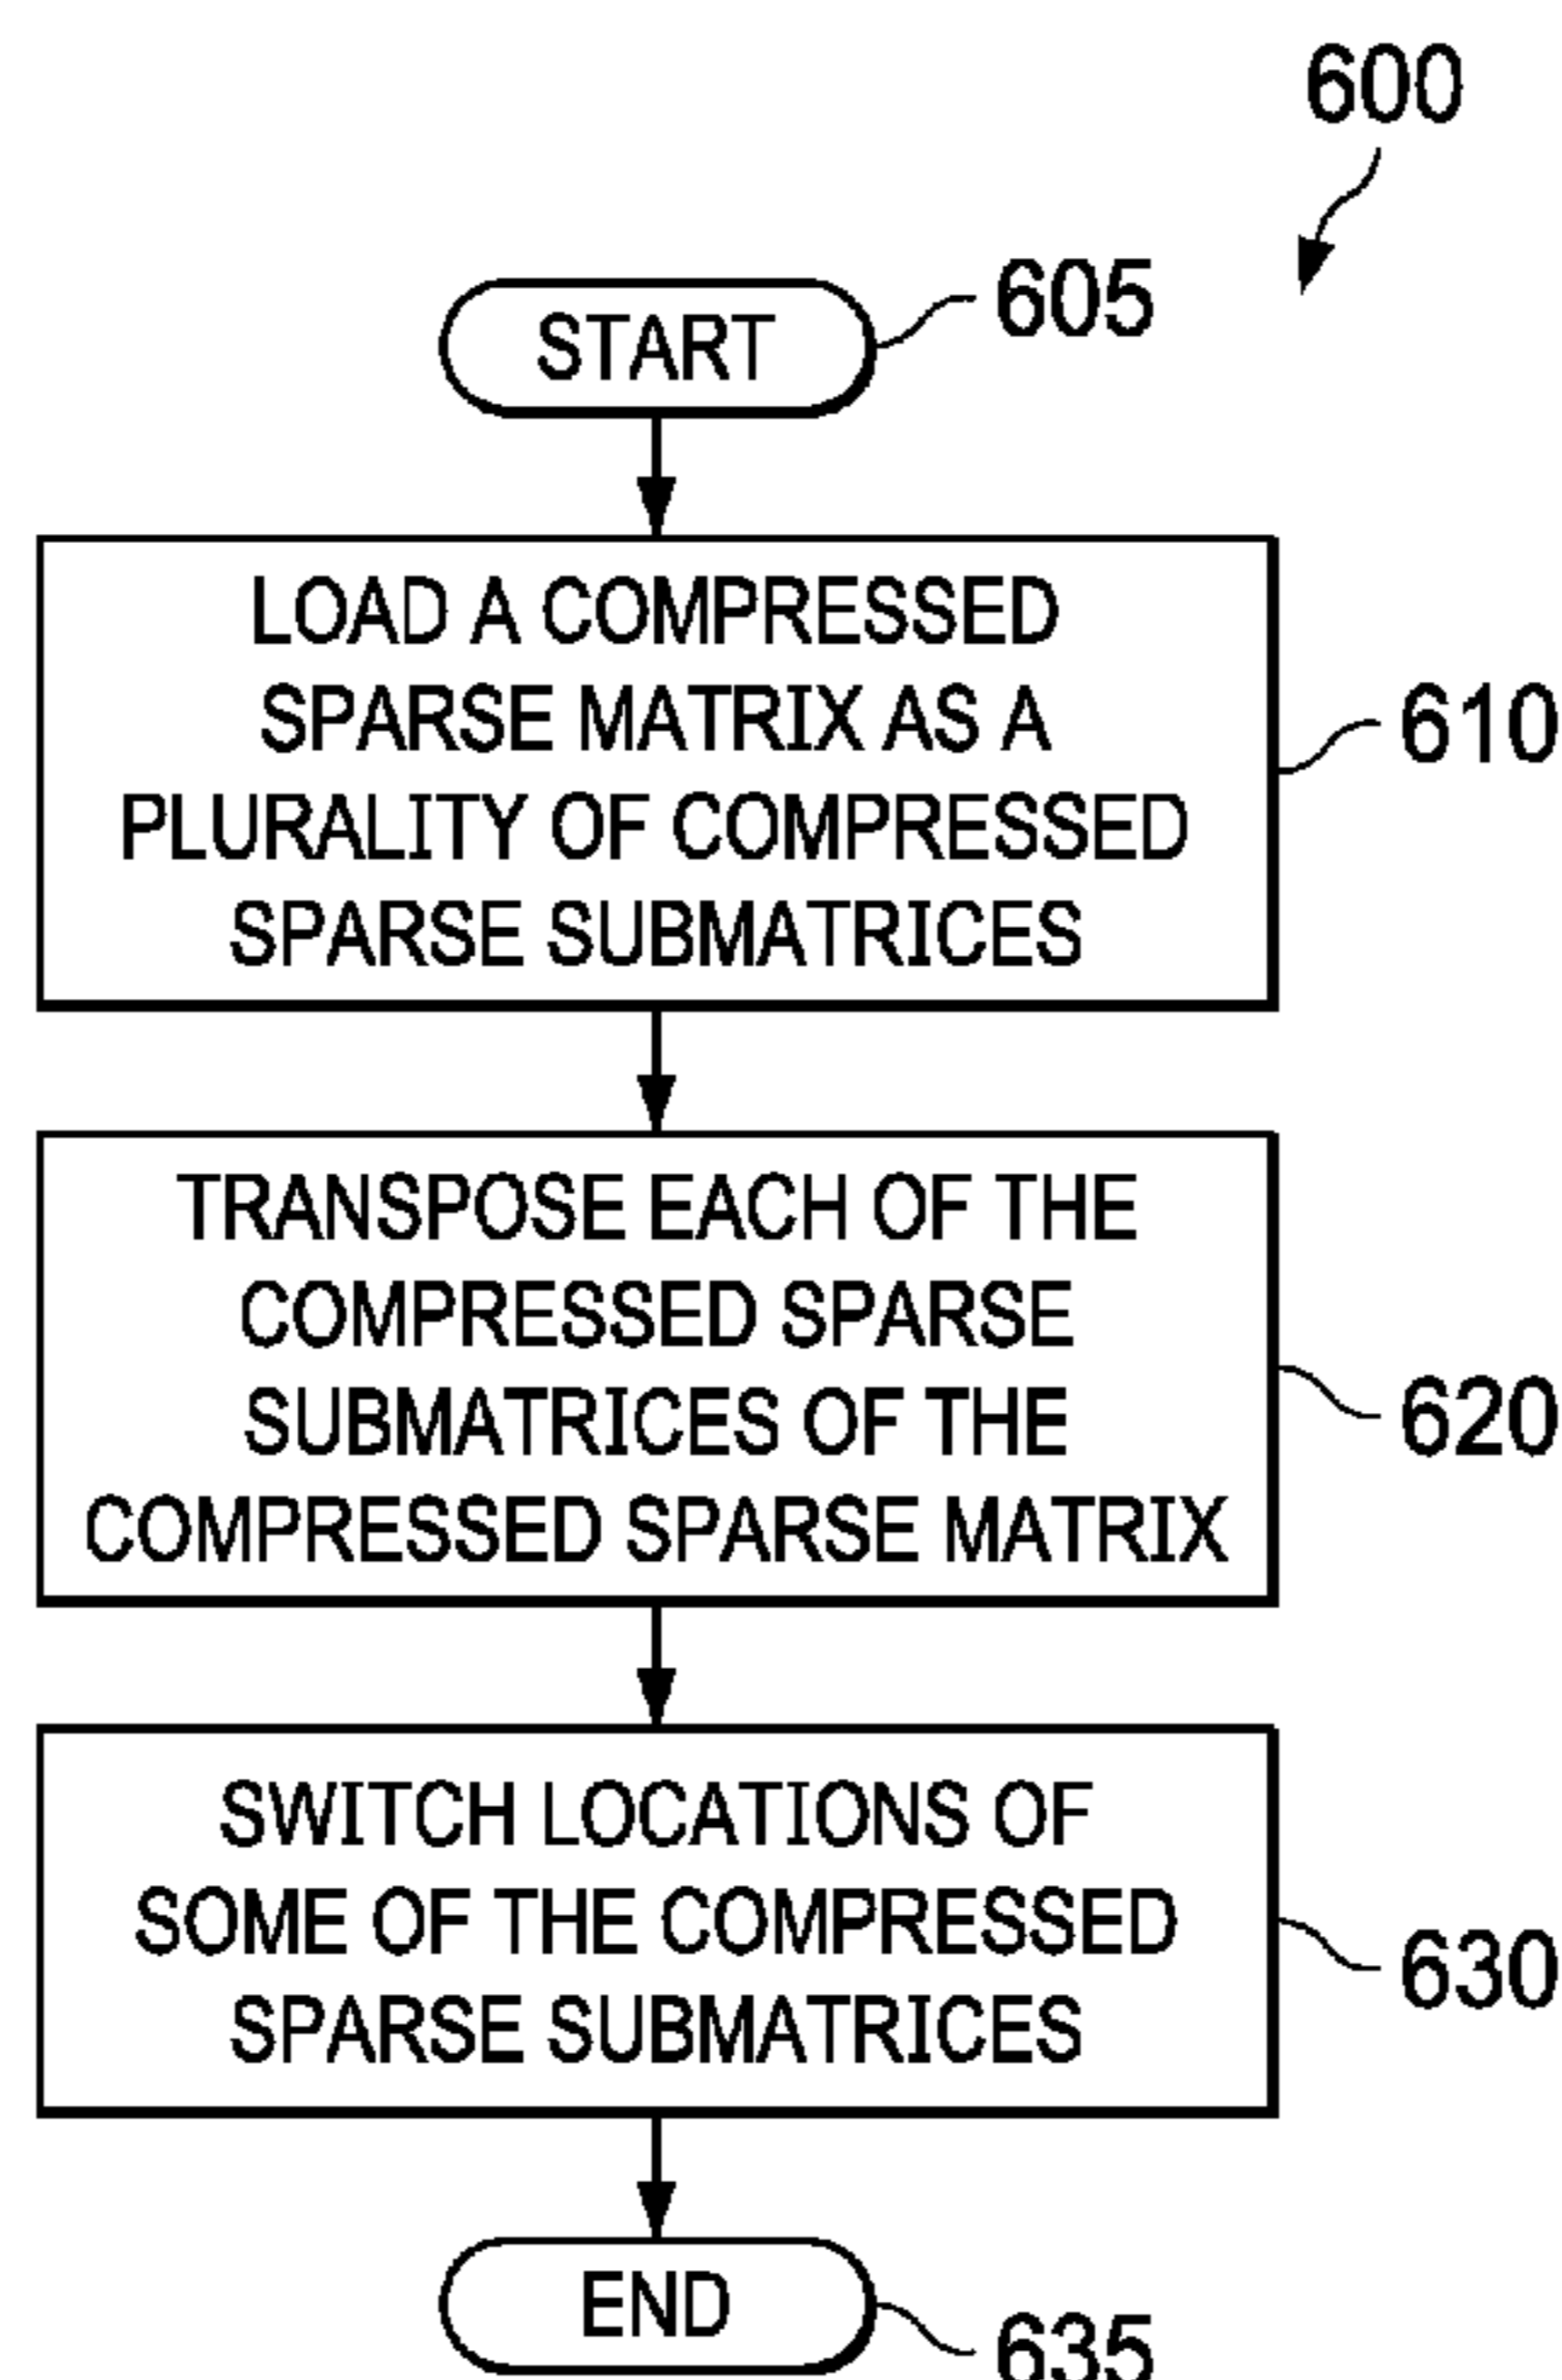 600
START
605
LOAD A COMPRESSED
SPARSE MATRIX AS A
PLURALITY OF COMPRESSED
SPARSE SUBMATRICES
610
TRANSPOSE EACH OF THE
COMPRESSED SPARSE
SUBMATRICES OF THE
COMPRESSED SPARSE MATRIX
620
SWITCH LOCATIONS OF
SOME OF THE COMPRESSED
SPARSE SUBMATRICES
630
END
635